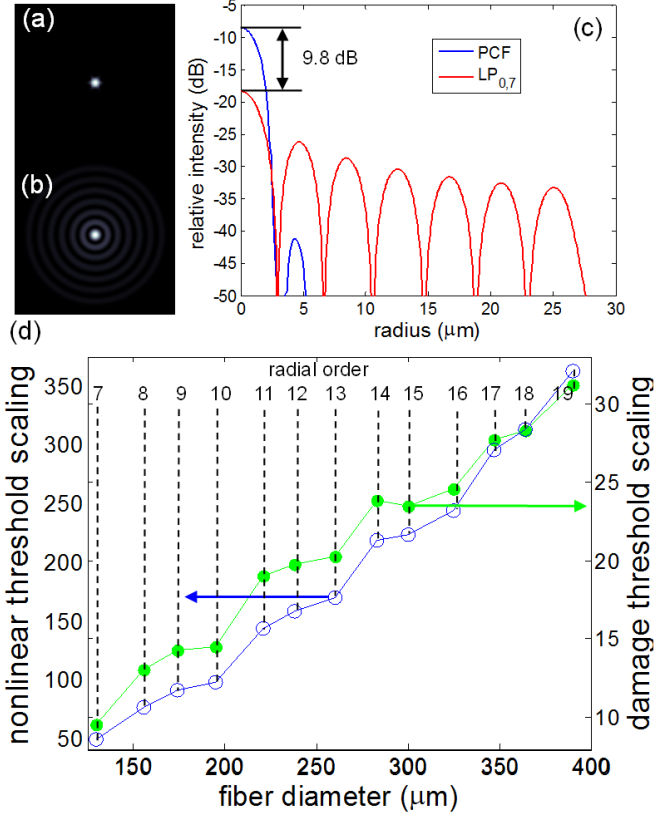 (a)
(b)
(c)
-5
-10
-15
-20
-25
-30
-35
-40
-45
-50
relative intensity (dB)
9.8 dB
PCF
LP0,7
0 5 10 15 20 25 30
radius (μm)
(d)
radial order
7 8 9 10 11 12 13 14 15 16 17 18 19
350
300
250
200
150
100
50
nonlinear threshold scaling
30
25
20
15
10
damage threshold scaling
150 200 250 300 350 400
fiber diameter (μm)